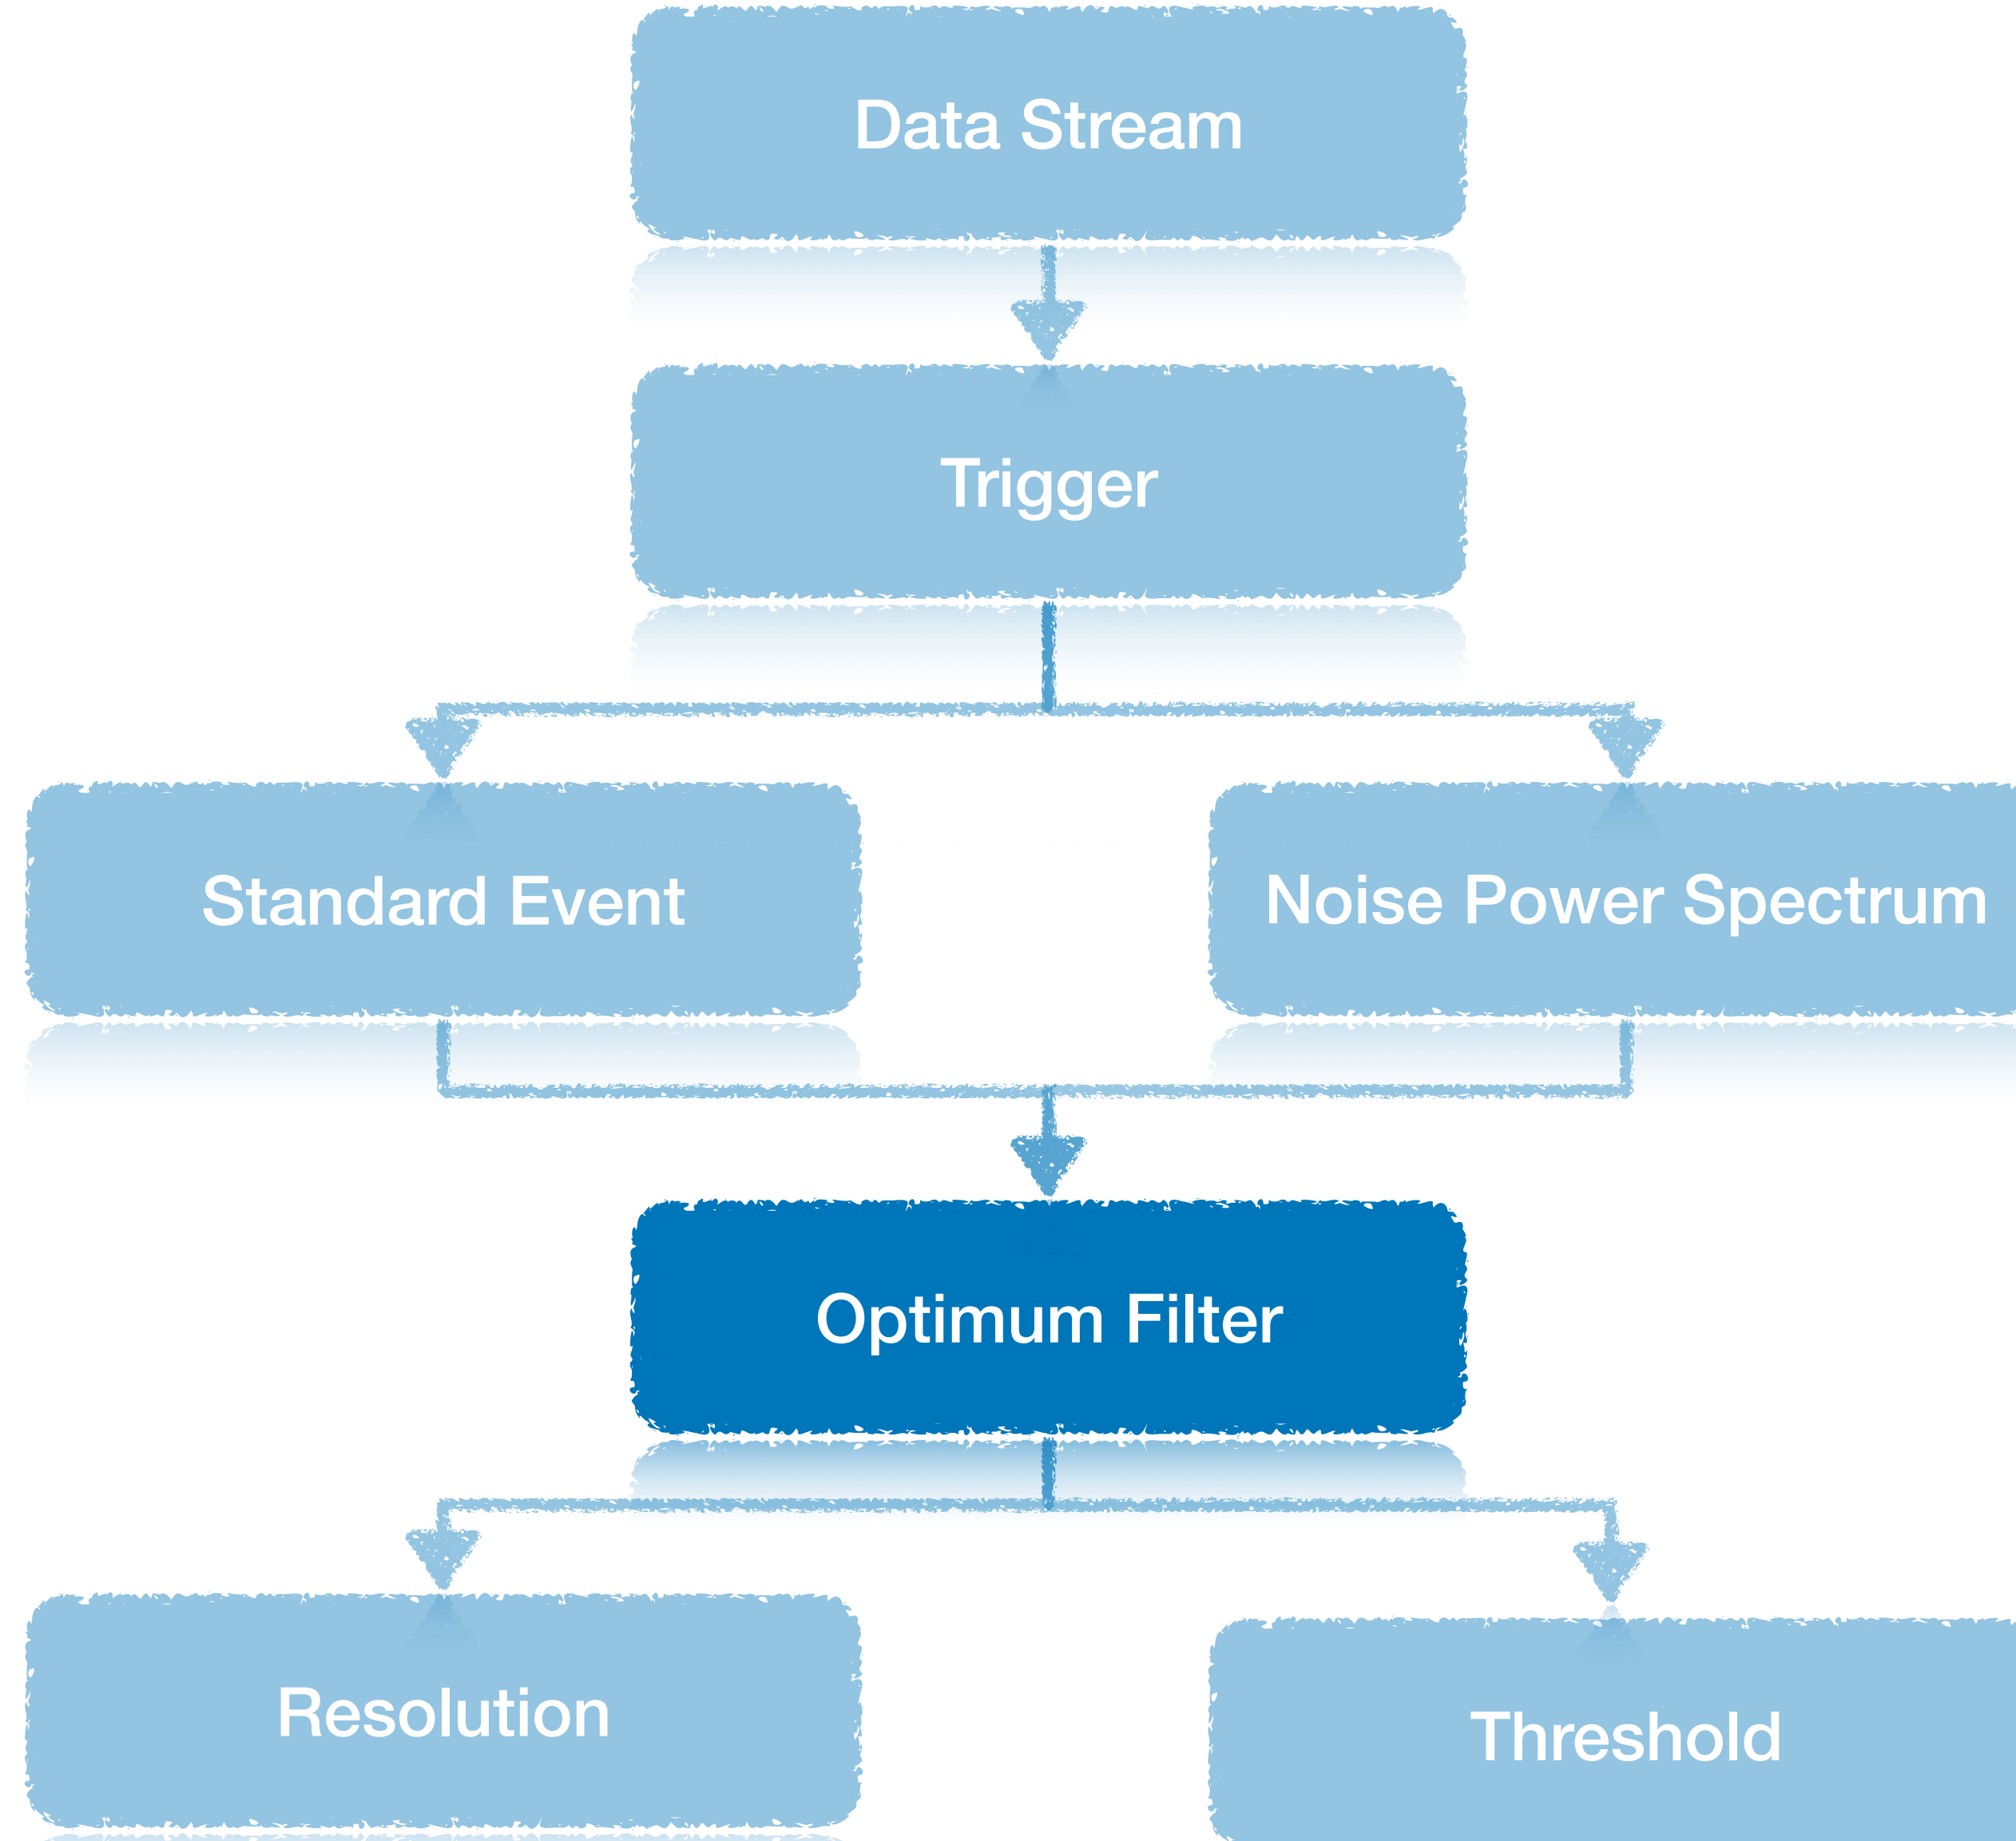 Data Stream
Trigger
Standard Event
Noise Power Spectrum
Optimum Filter
Resolution
Threshold